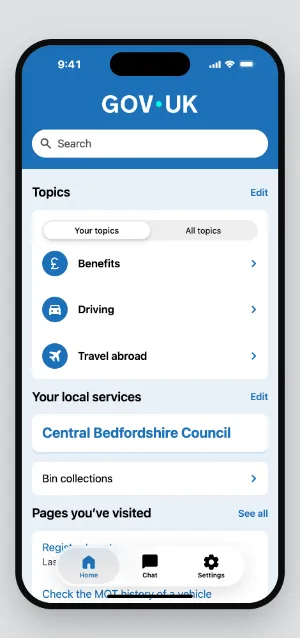 9:41
GOV•UK
Search
Topics
Edit
Your topics
All topics
Benefits
Driving
Travel abroad
Your local services
Edit
Central Bedfordshire Council
Bin collections
Pages you've visited
See all
Home
Chat
Settings
Check the MOT history of a vehicle